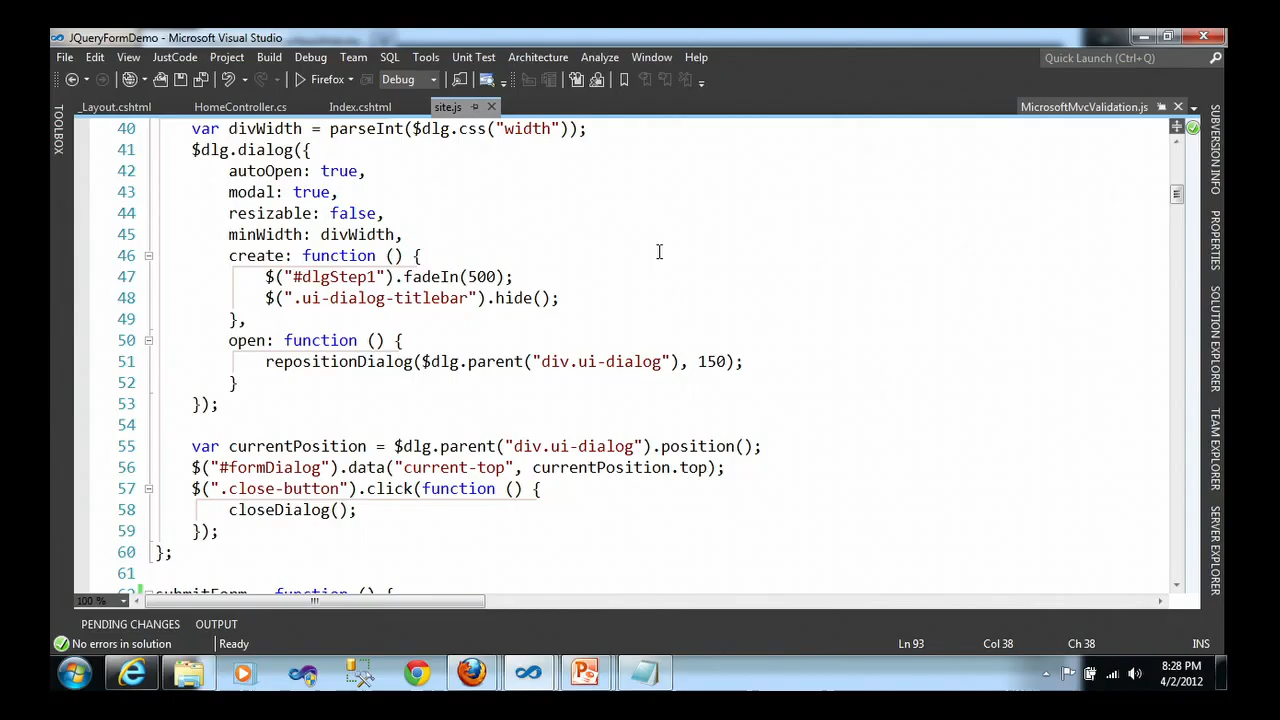 JQueryFormDemo - Microsoft Visual Studio
File Edit View JustCode Project Build Debug Team SQL Tools Unit Test Architecture Analyze Window Help
Quick Launch (Ctrl+Q)
Firefox Debug
_Layout.cshtml HomeController.cs Index.cshtml site.js MicrosoftMvcValidation.js
TOOLBOX
40 var divWidth = parseInt($dlg.css("width"));
41 $dlg.dialog({
42 autoOpen: true,
43 modal: true,
44 resizable: false,
45 minWidth: divWidth,
46 create: function () {
47 $("#dlgStep1").fadeIn(500);
48 $(".ui-dialog-titlebar").hide();
49 },
50 open: function () {
51 repositionDialog($dlg.parent("div.ui-dialog"), 150);
52 }
53 });
54
55 var currentPosition = $dlg.parent("div.ui-dialog").position();
56 $("#formDialog").data("current-top", currentPosition.top);
57 $(".close-button").click(function () {
58 closeDialog();
59 });
60 };
61
62 submitForm = function () {
SUBVERSION INFO
PROPERTIES
SOLUTION EXPLORER
TEAM EXPLORER
SERVER EXPLORER
100 %
PENDING CHANGES OUTPUT
No errors in solution Ready Ln 93 Col 38 Ch 38 INS
8:28 PM
4/2/2012